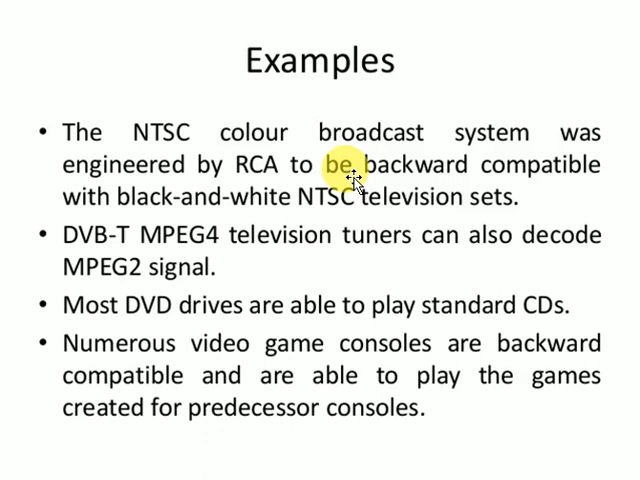 Examples
• The NTSC colour broadcast system was
engineered by RCA to be backward compatible
with black-and-white NTSC television sets.
• DVB-T MPEG4 television tuners can also decode
MPEG2 signal.
• Most DVD drives are able to play standard CDs.
• Numerous video game consoles are backward
compatible and are able to play the games
created for predecessor consoles.